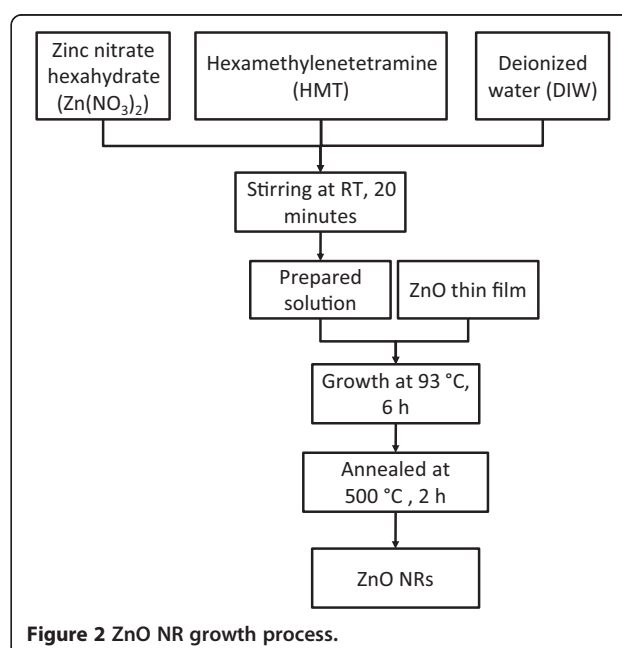 Zinc nitrate
hexahydrate
(Zn(NO₃)₂)
Hexamethylenetetramine
(HMT)
Deionized
water (DIW)
Stirring at RT, 20
minutes
Prepared
solution
ZnO thin film
Growth at 93 °C,
6 h
Annealed at
500 °C , 2 h
ZnO NRs
Figure 2 ZnO NR growth process.